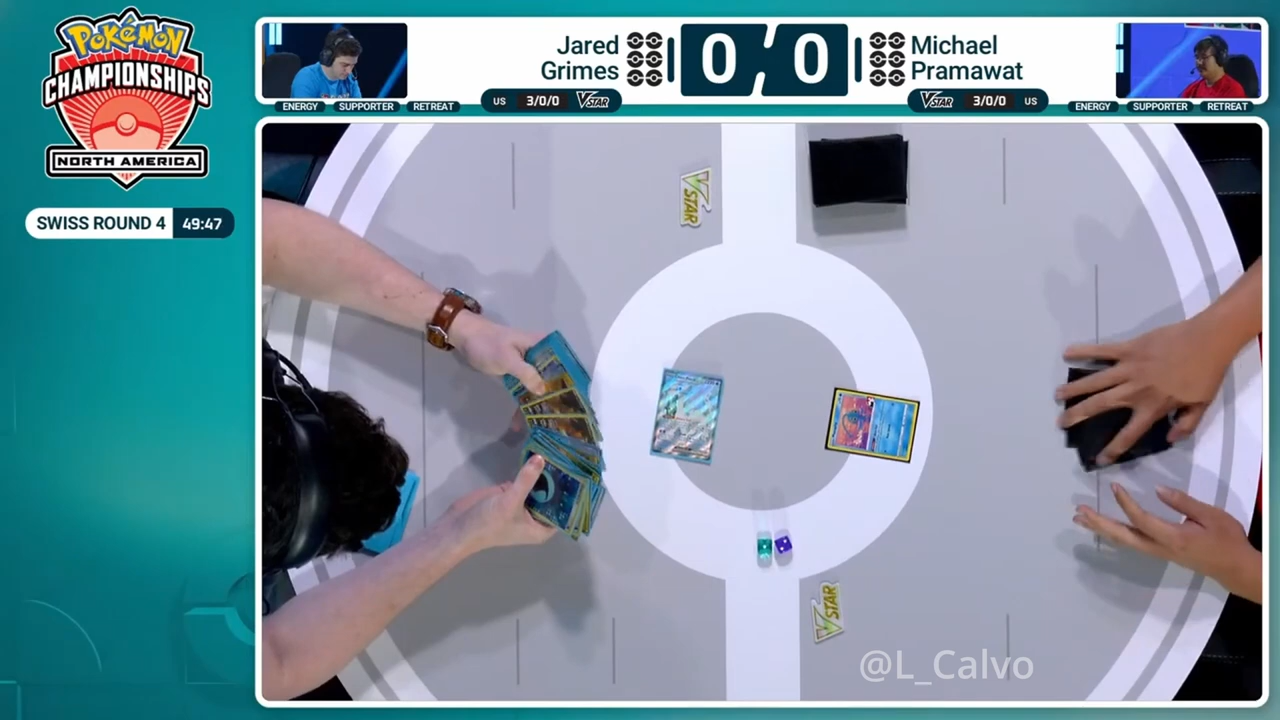 POKÉMON
CHAMPIONSHIPS
NORTH AMERICA
SWISS ROUND 4 49:47
Jared
Grimes
0 0
Michael
Pramawat
US 3/0/0 VSTAR
VSTAR 3/0/0 US
ENERGY SUPPORTER RETREAT
ENERGY SUPPORTER RETREAT
VSTAR
VSTAR
@L_Calvo